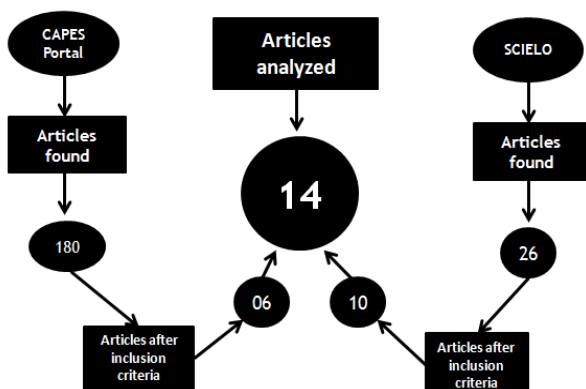 CAPES
Portal
Articles
found
180
Articles after
inclusion
criteria
06
Articles
analyzed
14
SCIELO
Articles
found
26
Articles after
inclusion
criteria
10